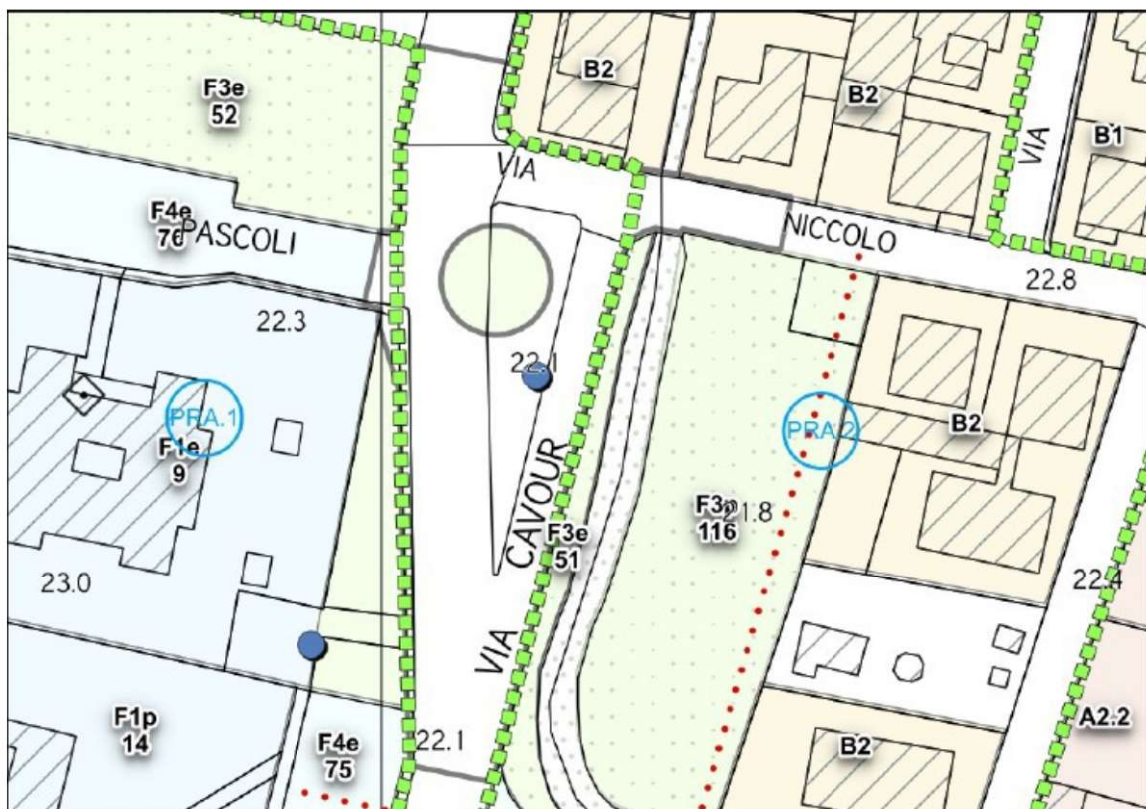 B2
F3e
52
B2
VIA
B1
VIA
F4e
76
PASCOLI
NICCOLO
22.8
22.3
22.1
PRA.1
F1e
9
PRA.2
B2
CAVOUR
F3e
51
21.8
116
23.0
22.4
VIA
F1p
14
F4e
75
22.1
B2
A2.2